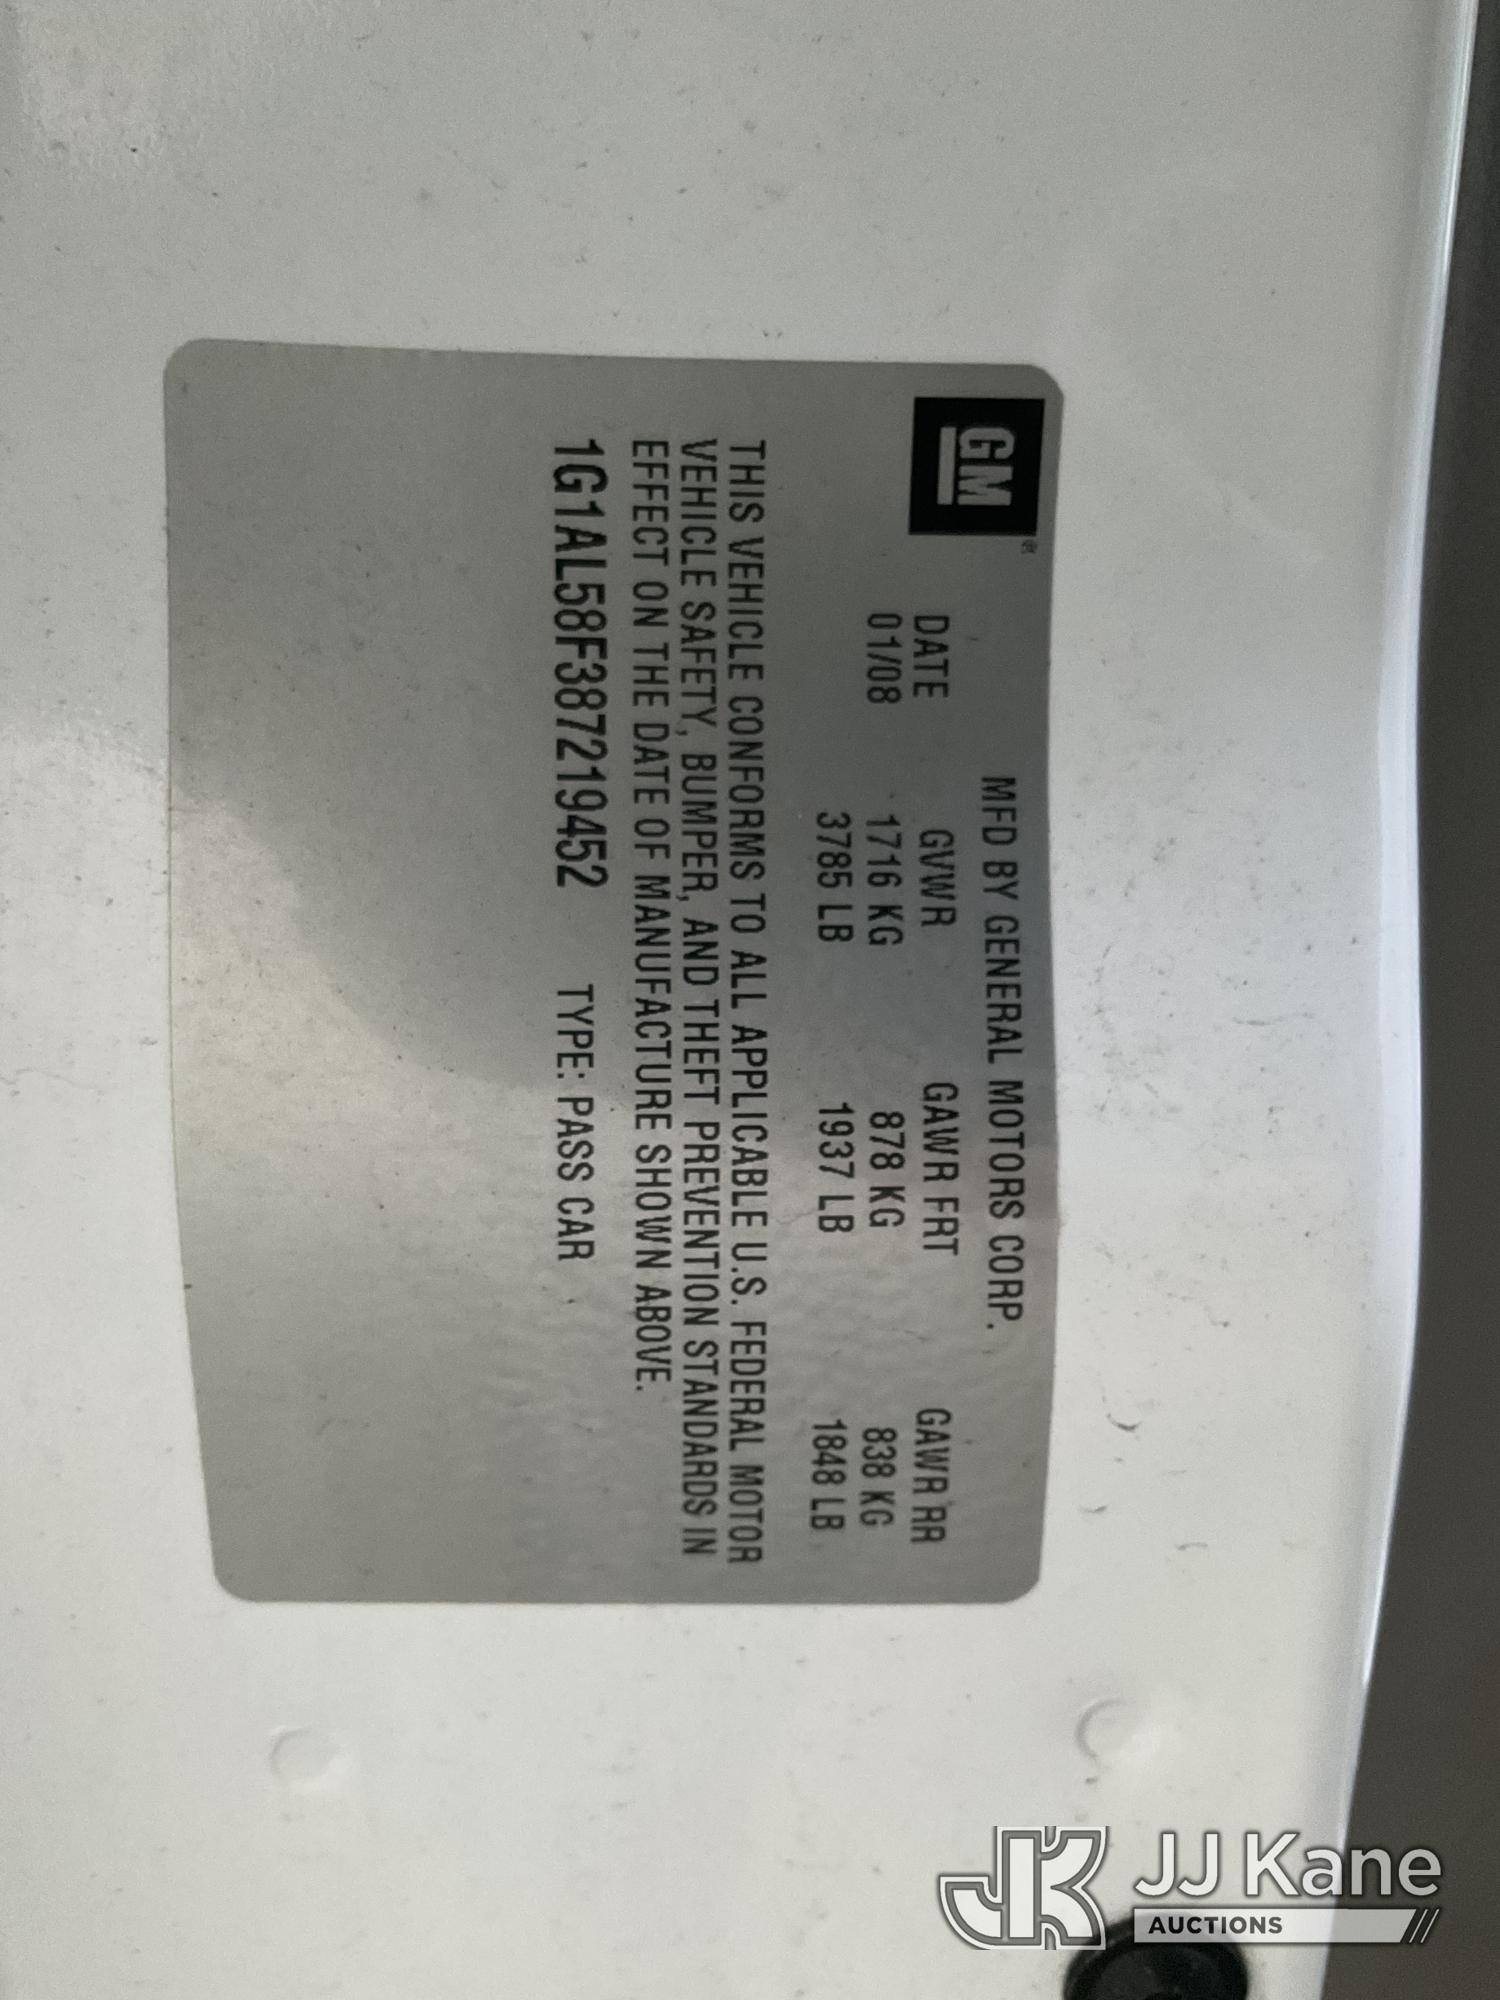 GM
MFD BY GENERAL MOTORS CORP.
DATE GVWR GAWR FRT GAWR RR
01/08 1716 KG 878 KG 838 KG
3785 LB 1937 LB 1848 LB
THIS VEHICLE CONFORMS TO ALL APPLICABLE U.S. FEDERAL MOTOR
VEHICLE SAFETY, BUMPER, AND THEFT PREVENTION STANDARDS IN
EFFECT ON THE DATE OF MANUFACTURE SHOWN ABOVE.
1G1AL58F387219452 TYPE: PASS CAR
JK JJ Kane
AUCTIONS